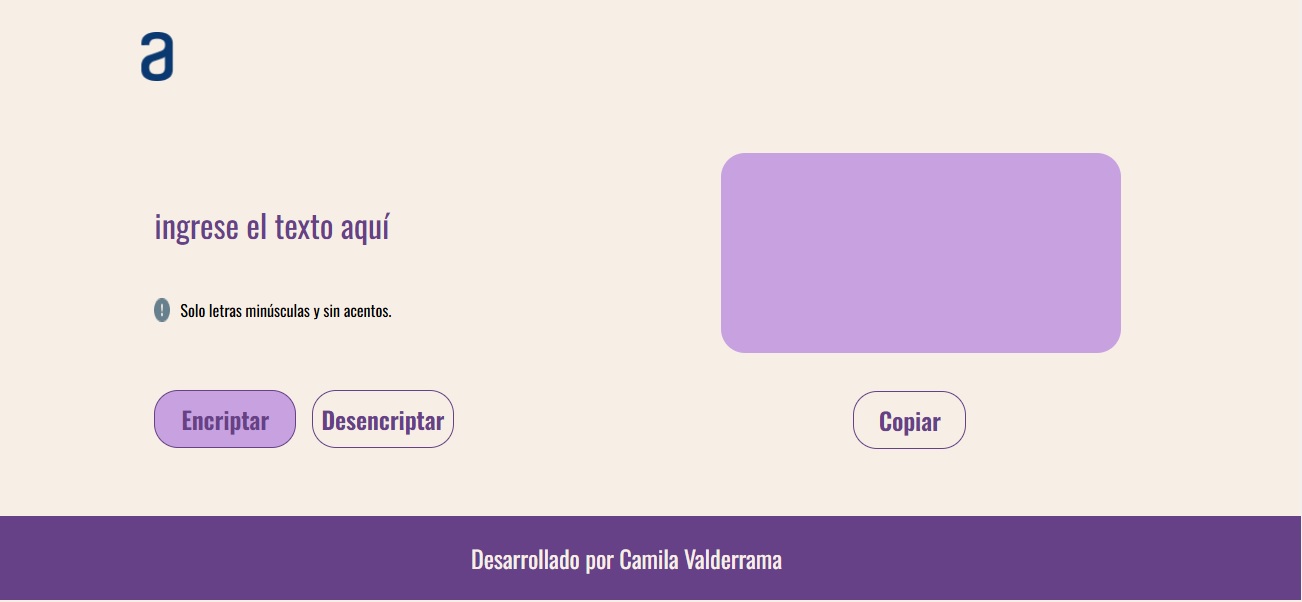 a
ingrese el texto aquí
! Solo letras minúsculas y sin acentos.
Encriptar
Desencriptar
Copiar
Desarrollado por Camila Valderrama